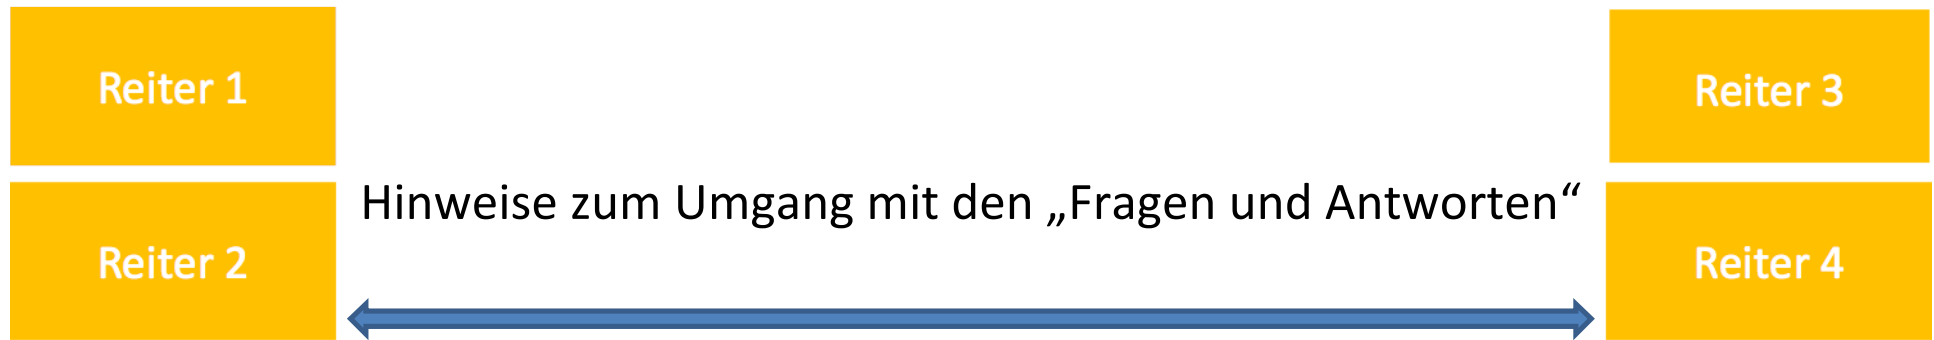 Reiter 1
Reiter 2
Hinweise zum Umgang mit den „Fragen und Antworten“
Reiter 3
Reiter 4